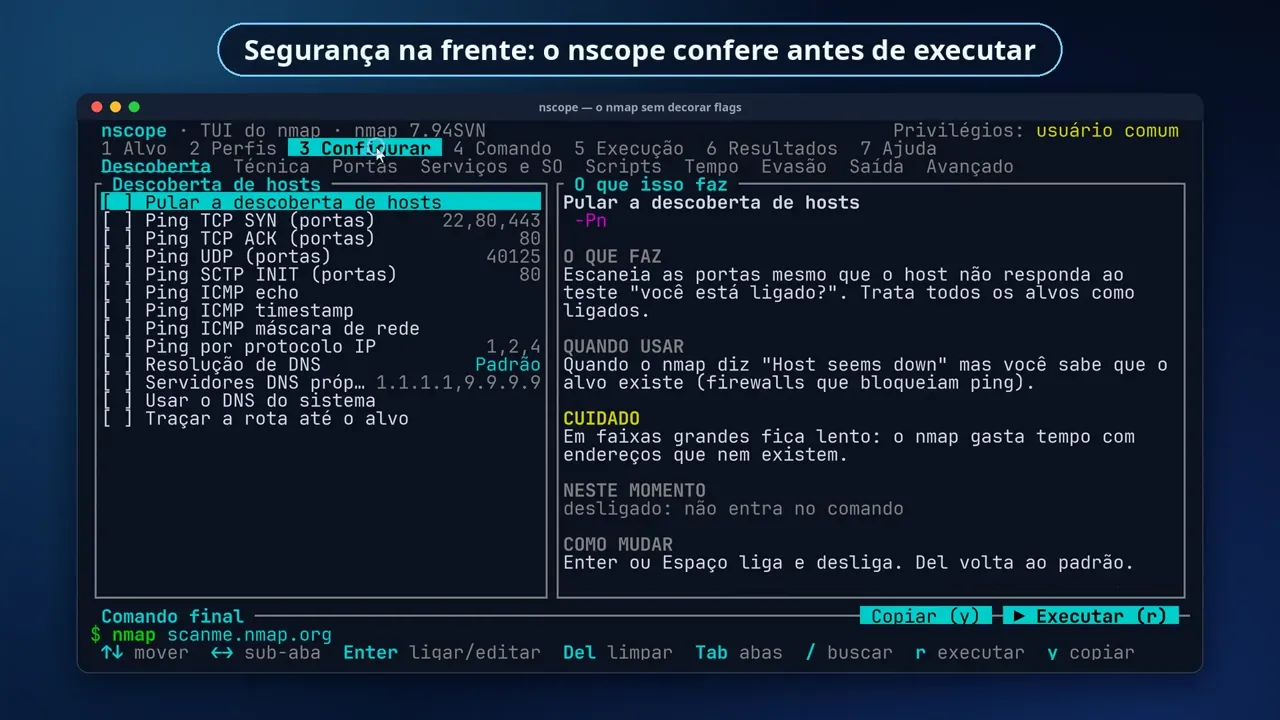 Segurança na frente: o nscope confere antes de executar
nscope — o nmap sem decorar flags
nscope · TUI do nmap · nmap 7.94SVN Privilégios: usuário comum
1 Alvo 2 Perfis 3 Configurar 4 Comando 5 Execução 6 Resultados 7 Ajuda
Descoberta Técnica Portas Serviços e SO Scripts Tempo Evasão Saída Avançado
Descoberta de hosts
[ ] Pular a descoberta de hosts
[ ] Ping TCP SYN (portas) 22,80,443
[ ] Ping TCP ACK (portas) 80
[ ] Ping UDP (portas) 40125
[ ] Ping SCTP INIT (portas) 80
[ ] Ping ICMP echo
[ ] Ping ICMP timestamp
[ ] Ping ICMP máscara de rede
[ ] Ping por protocolo IP 1,2,4
[ ] Resolução de DNS Padrão
[ ] Servidores DNS próp… 1.1.1.1,9.9.9.9
[ ] Usar o DNS do sistema
[ ] Traçar a rota até o alvo
O que isso faz
Pular a descoberta de hosts
-Pn
O QUE FAZ
Escaneia as portas mesmo que o host não responda ao
teste "você está ligado?". Trata todos os alvos como
ligados.
QUANDO USAR
Quando o nmap diz "Host seems down" mas você sabe que o
alvo existe (firewalls que bloqueiam ping).
CUIDADO
Em faixas grandes fica lento: o nmap gasta tempo com
endereços que nem existem.
NESTE MOMENTO
desligado: não entra no comando
COMO MUDAR
Enter ou Espaço liga e desliga. Del volta ao padrão.
Comando final Copiar (y) ▶ Executar (r)
$ nmap scanme.nmap.org
↑↓ mover ↔ sub-aba Enter ligar/editar Del limpar Tab abas / buscar r executar y copiar